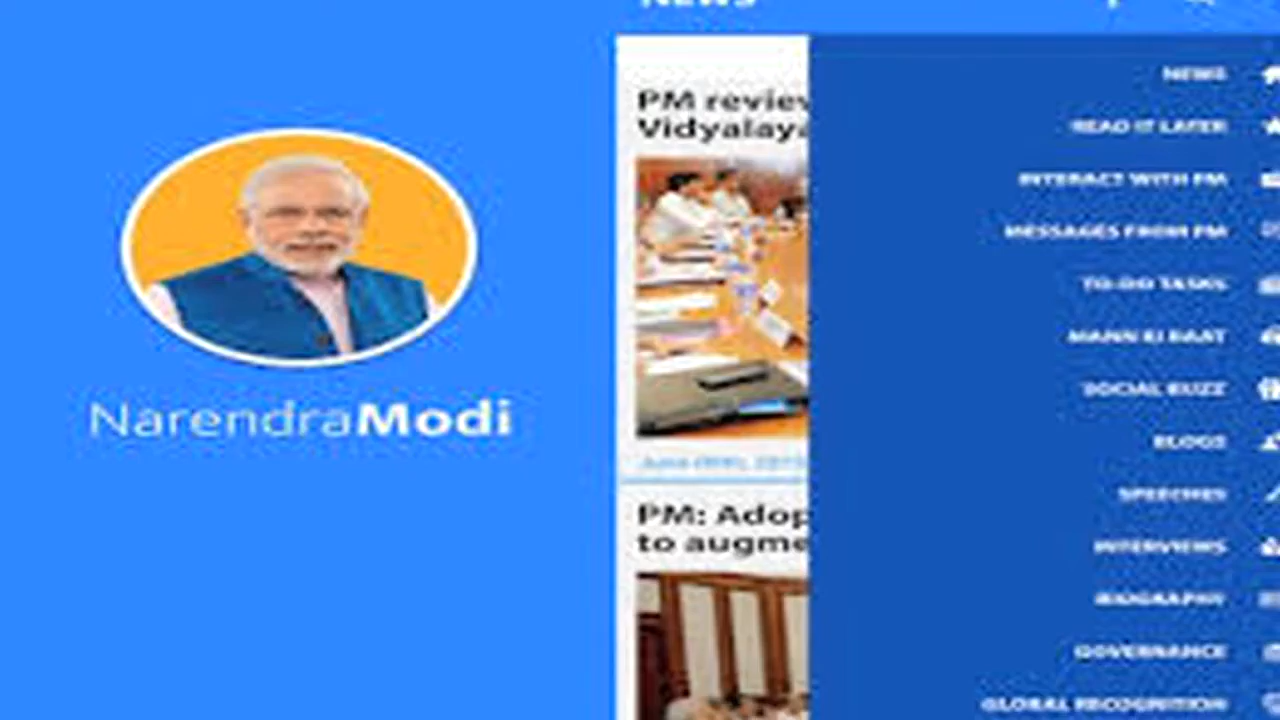 NarendraModi
NEWS
PM review
Vidyalaya
PM: Adop
to augme
NEWS
READ IT LATER
INTERACT WITH PM
MESSAGES FROM PM
TO-DO TASKS
MANN KI BAAT
SOCIAL BUZZ
BLOGS
SPEECHES
INTERVIEWS
BIOGRAPHY
GOVERNANCE
GLOBAL RECOGNITION